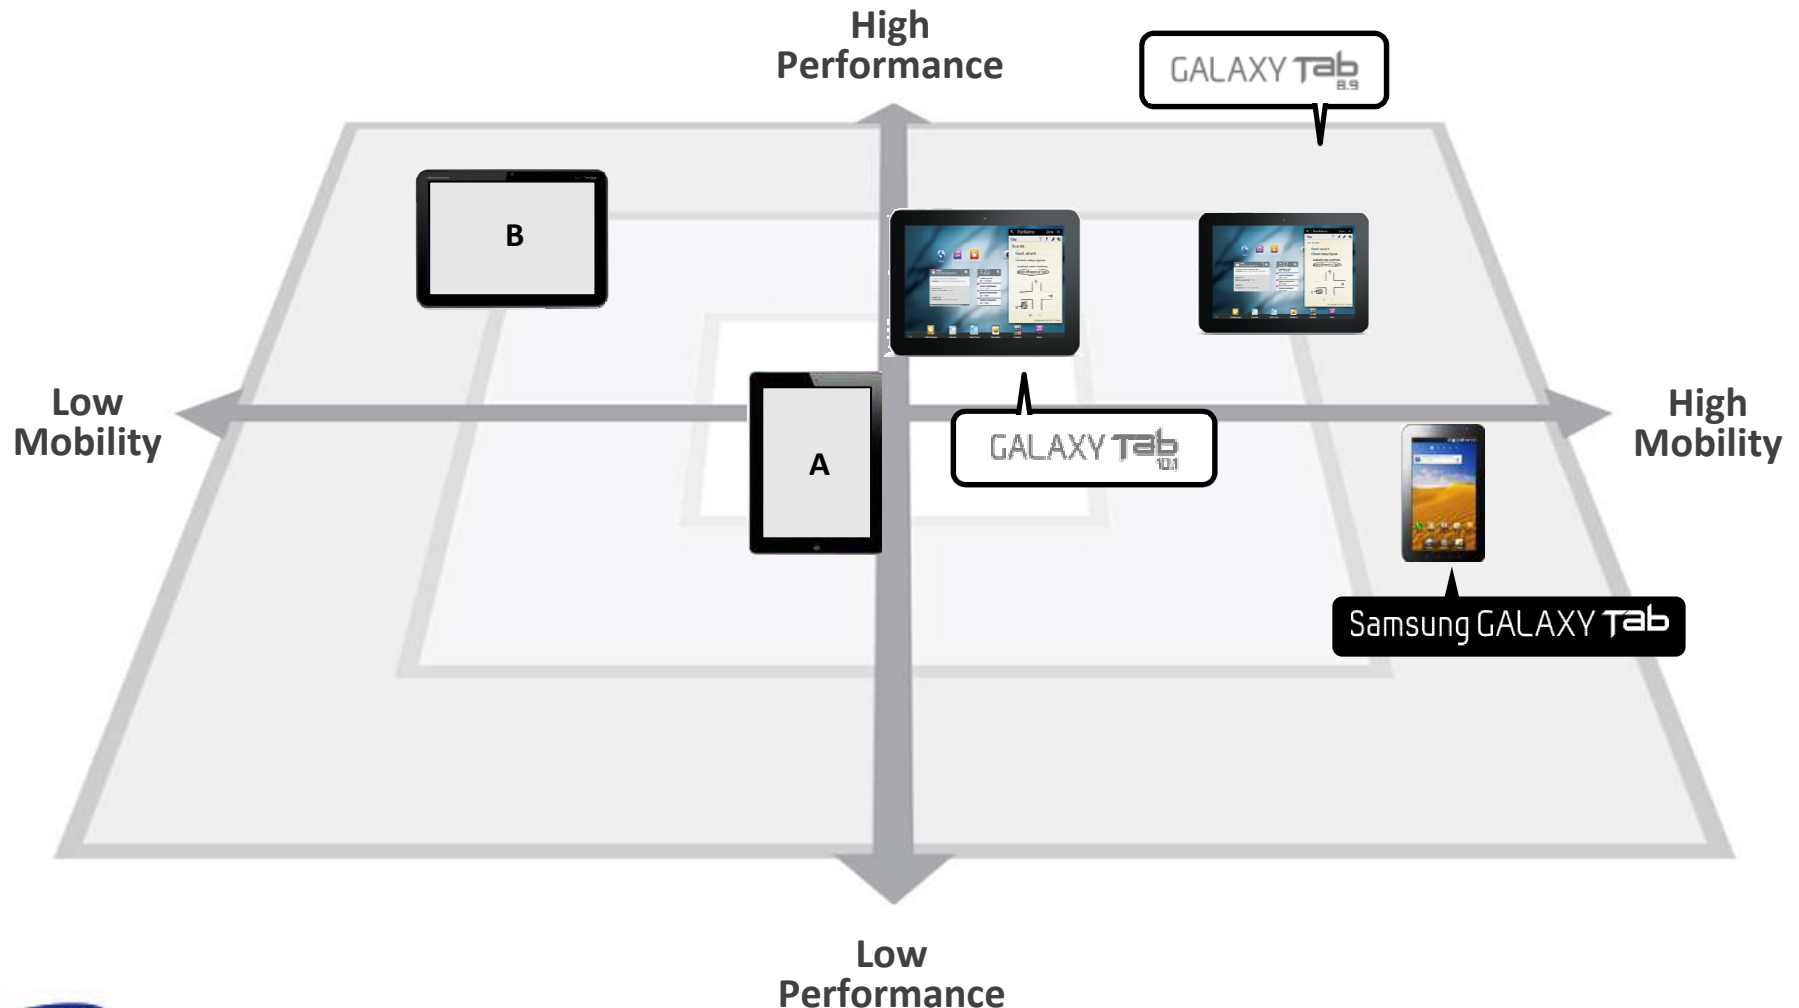 High
Performance
GALAXY Tab
8.9
B
Low
Mobility
A
GALAXY Tab
10.1
High
Mobility
Samsung GALAXY Tab
Low
Performance